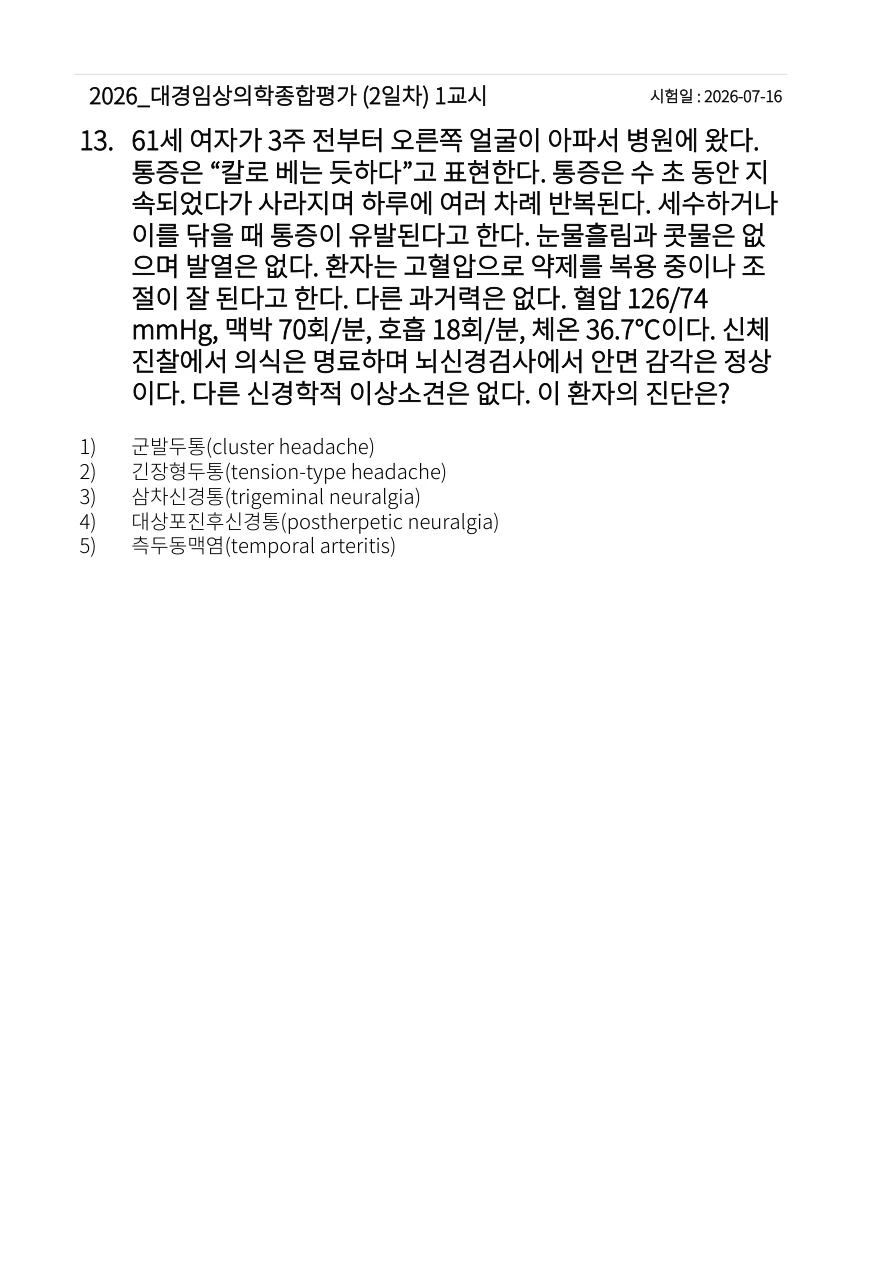 2026_대경임상의학종합평가 (2일차) 1교시
시험일 : 2026-07-16
13. 61세 여자가 3주 전부터 오른쪽 얼굴이 아파서 병원에 왔다.
통증은 “칼로 베는 듯하다”고 표현한다. 통증은 수 초 동안 지
속되었다가 사라지며 하루에 여러 차례 반복된다. 세수하거나
이를 닦을 때 통증이 유발된다고 한다. 눈물흘림과 콧물은 없
으며 발열은 없다. 환자는 고혈압으로 약제를 복용 중이나 조
절이 잘 된다고 한다. 다른 과거력은 없다. 혈압 126/74
mmHg, 맥박 70회/분, 호흡 18회/분, 체온 36.7℃이다. 신체
진찰에서 의식은 명료하며 뇌신경검사에서 안면 감각은 정상
이다. 다른 신경학적 이상소견은 없다. 이 환자의 진단은?
1) 군발두통(cluster headache)
2) 긴장형두통(tension-type headache)
3) 삼차신경통(trigeminal neuralgia)
4) 대상포진후신경통(postherpetic neuralgia)
5) 측두동맥염(temporal arteritis)